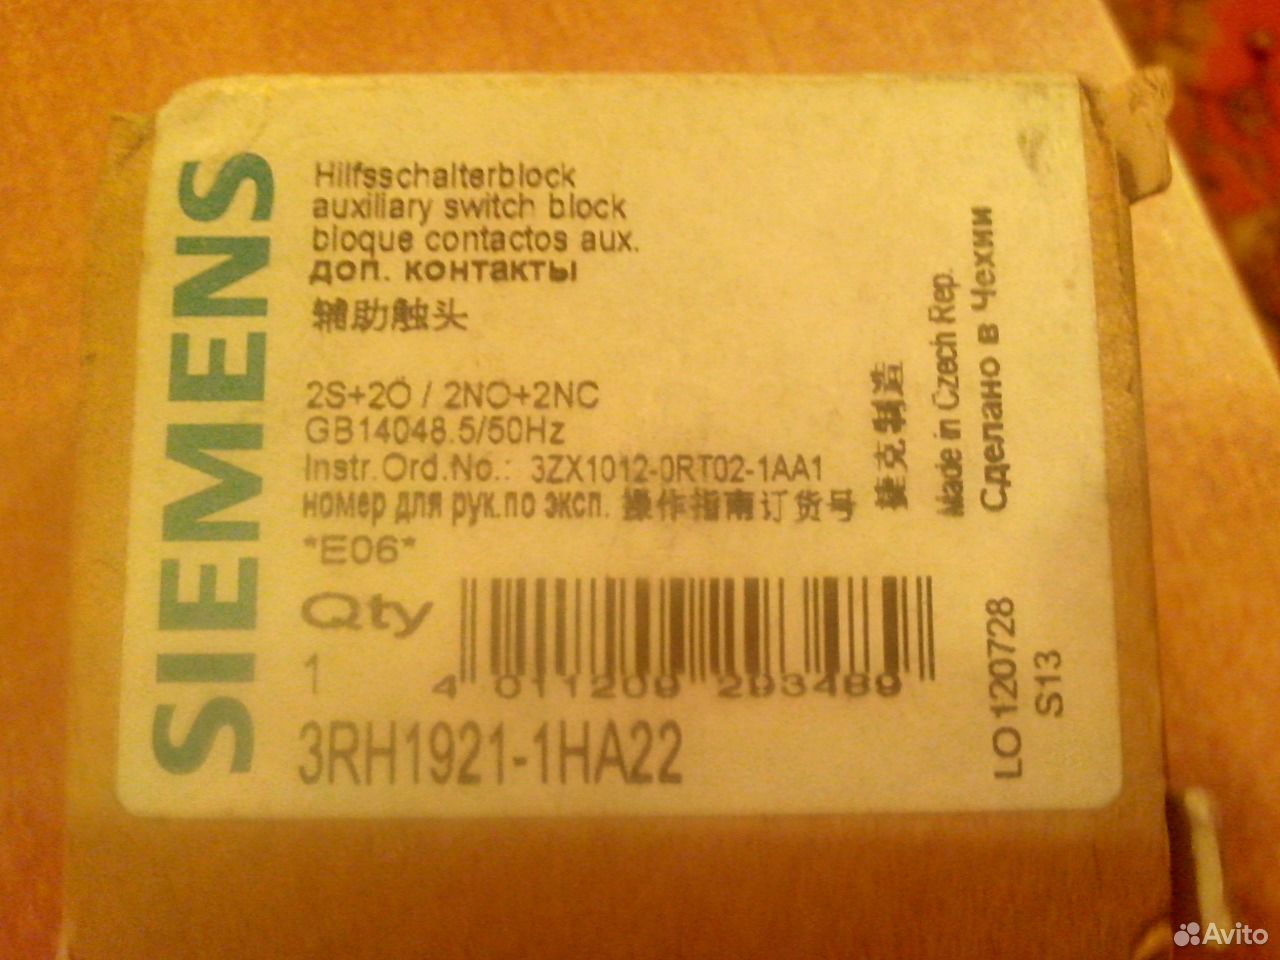 SIEMENS
Hilfsschalterblock
auxiliary switch block
bloque contactos aux.
доп. контакты
辅助触头
2S+2Ö / 2NO+2NC
GB14048.5/50Hz
Instr.Ord.No.: 3ZX1012-0RT02-1AA1
номер для рук.по эксп. 操作指南订货号
*E06*
Qty
1
4 011209 293489
3RH1921-1HA22
捷克制造
Made in Czech Rep.
Сделано в Чехии
LO120728
S13
Avito